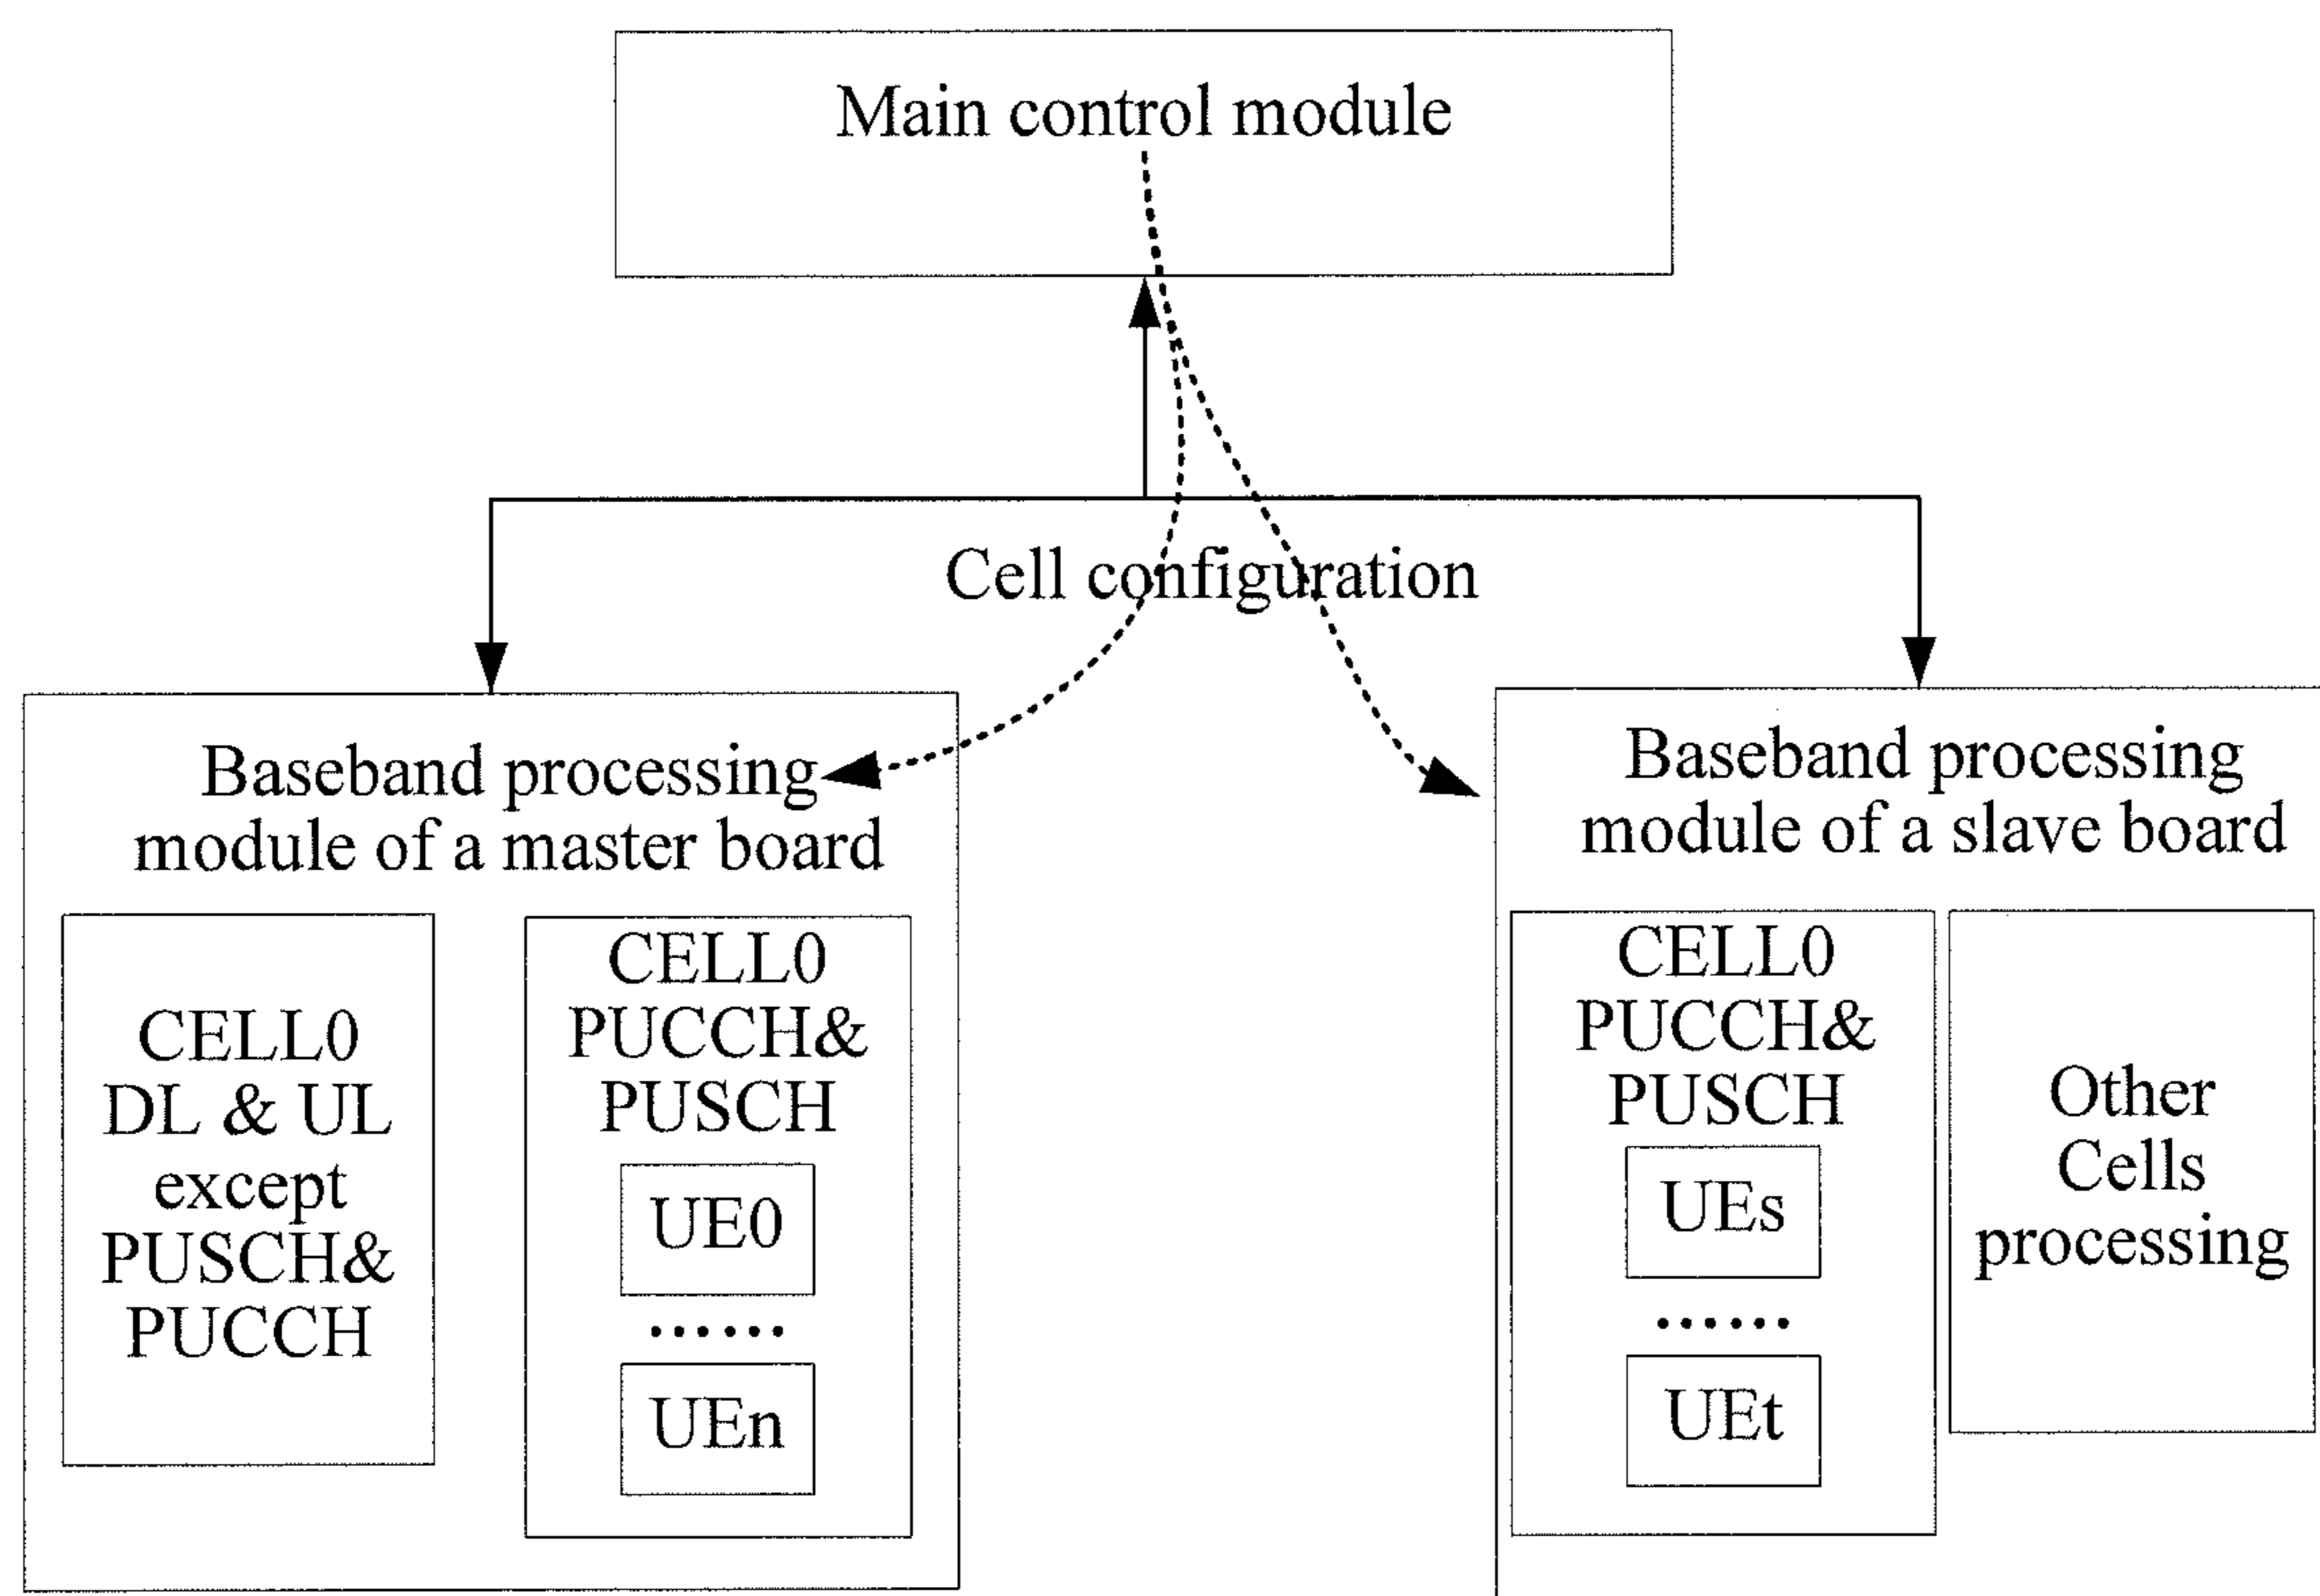 Main control module
Cell configuration
Baseband processing
module of a master board
CELL0
DL & UL
except
PUSCH&
PUCCH
CELL0
PUCCH&
PUSCH
UE0
......
UEn
Baseband processing
module of a slave board
CELL0
PUCCH&
PUSCH
UEs
......
UEt
Other
Cells
processing